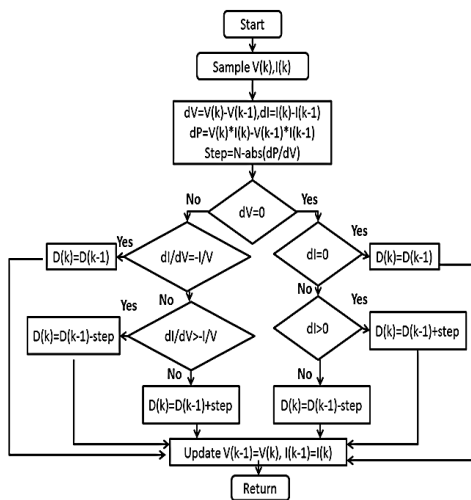 Start
Sample V(k),I(k)
dV=V(k)-V(k-1),dI=I(k)-I(k-1)
dP=V(k)*I(k)-V(k-1)*I(k-1)
Step=N-abs(dP/dV)
No
Yes
dV=0
Yes
D(k)=D(k-1)
dI/dV=-I/V
dI=0
Yes
D(k)=D(k-1)
No
No
Yes
D(k)=D(k-1)-step
dI/dV>-I/V
dI>0
Yes
D(k)=D(k-1)+step
No
No
D(k)=D(k-1)+step
D(k)=D(k-1)-step
Update V(k-1)=V(k), I(k-1)=I(k)
Return